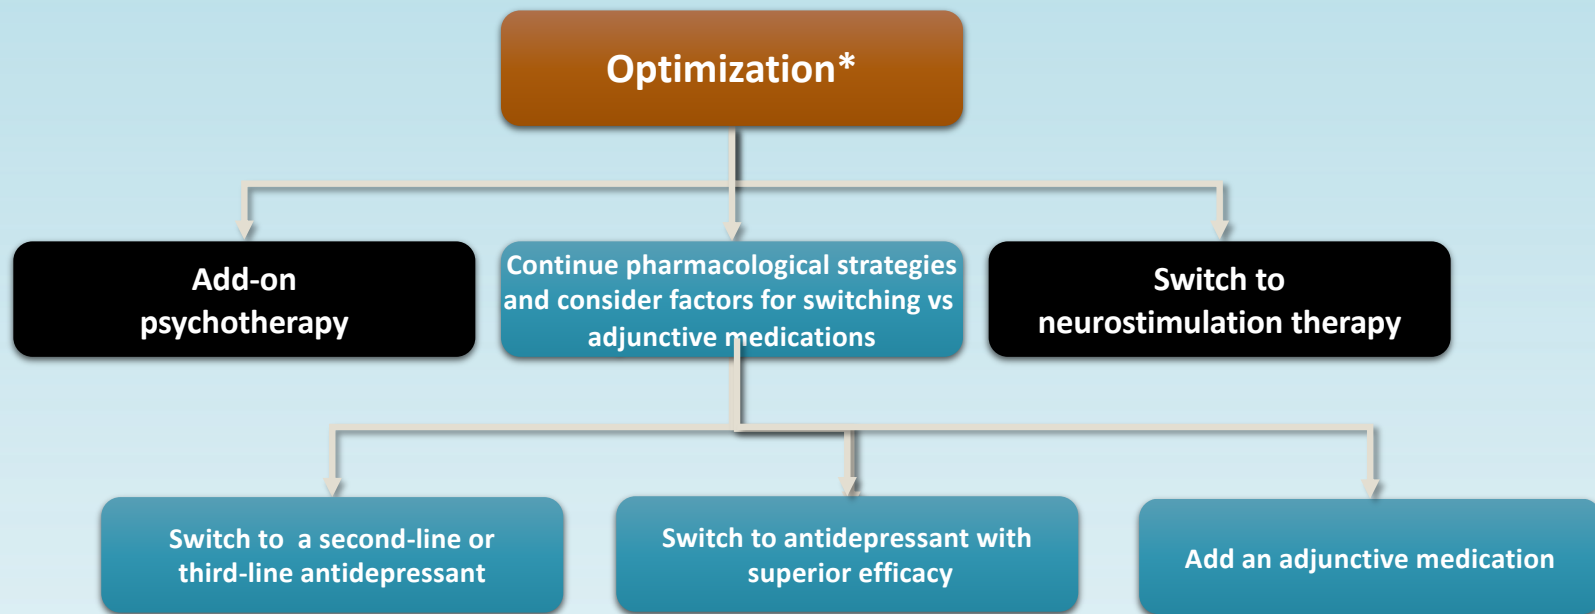 Optimization*
Add-on
psychotherapy
Continue pharmacological strategies
and consider factors for switching vs
adjunctive medications
Switch to
neurostimulation therapy
Switch to  a second-line or
third-line antidepressant
Switch to antidepressant with
superior efficacy
Add an adjunctive medication